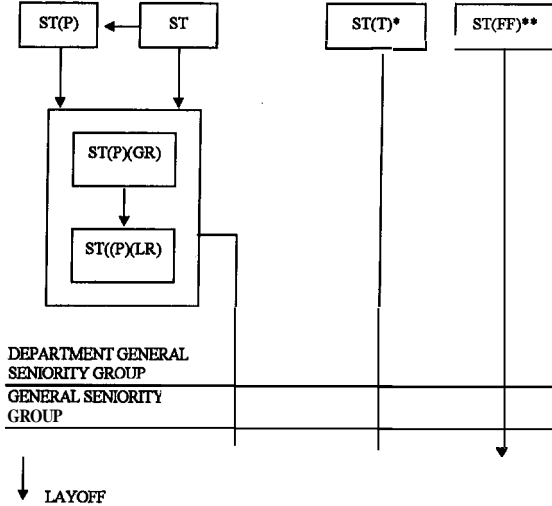 ST(P)
ST
ST(T)*
ST(FF)**
ST(P)(GR)
ST((P)(LR)
DEPARTMENT GENERAL
SENIORITY GROUP
GENERAL SENIORITY
GROUP
LAYOFF